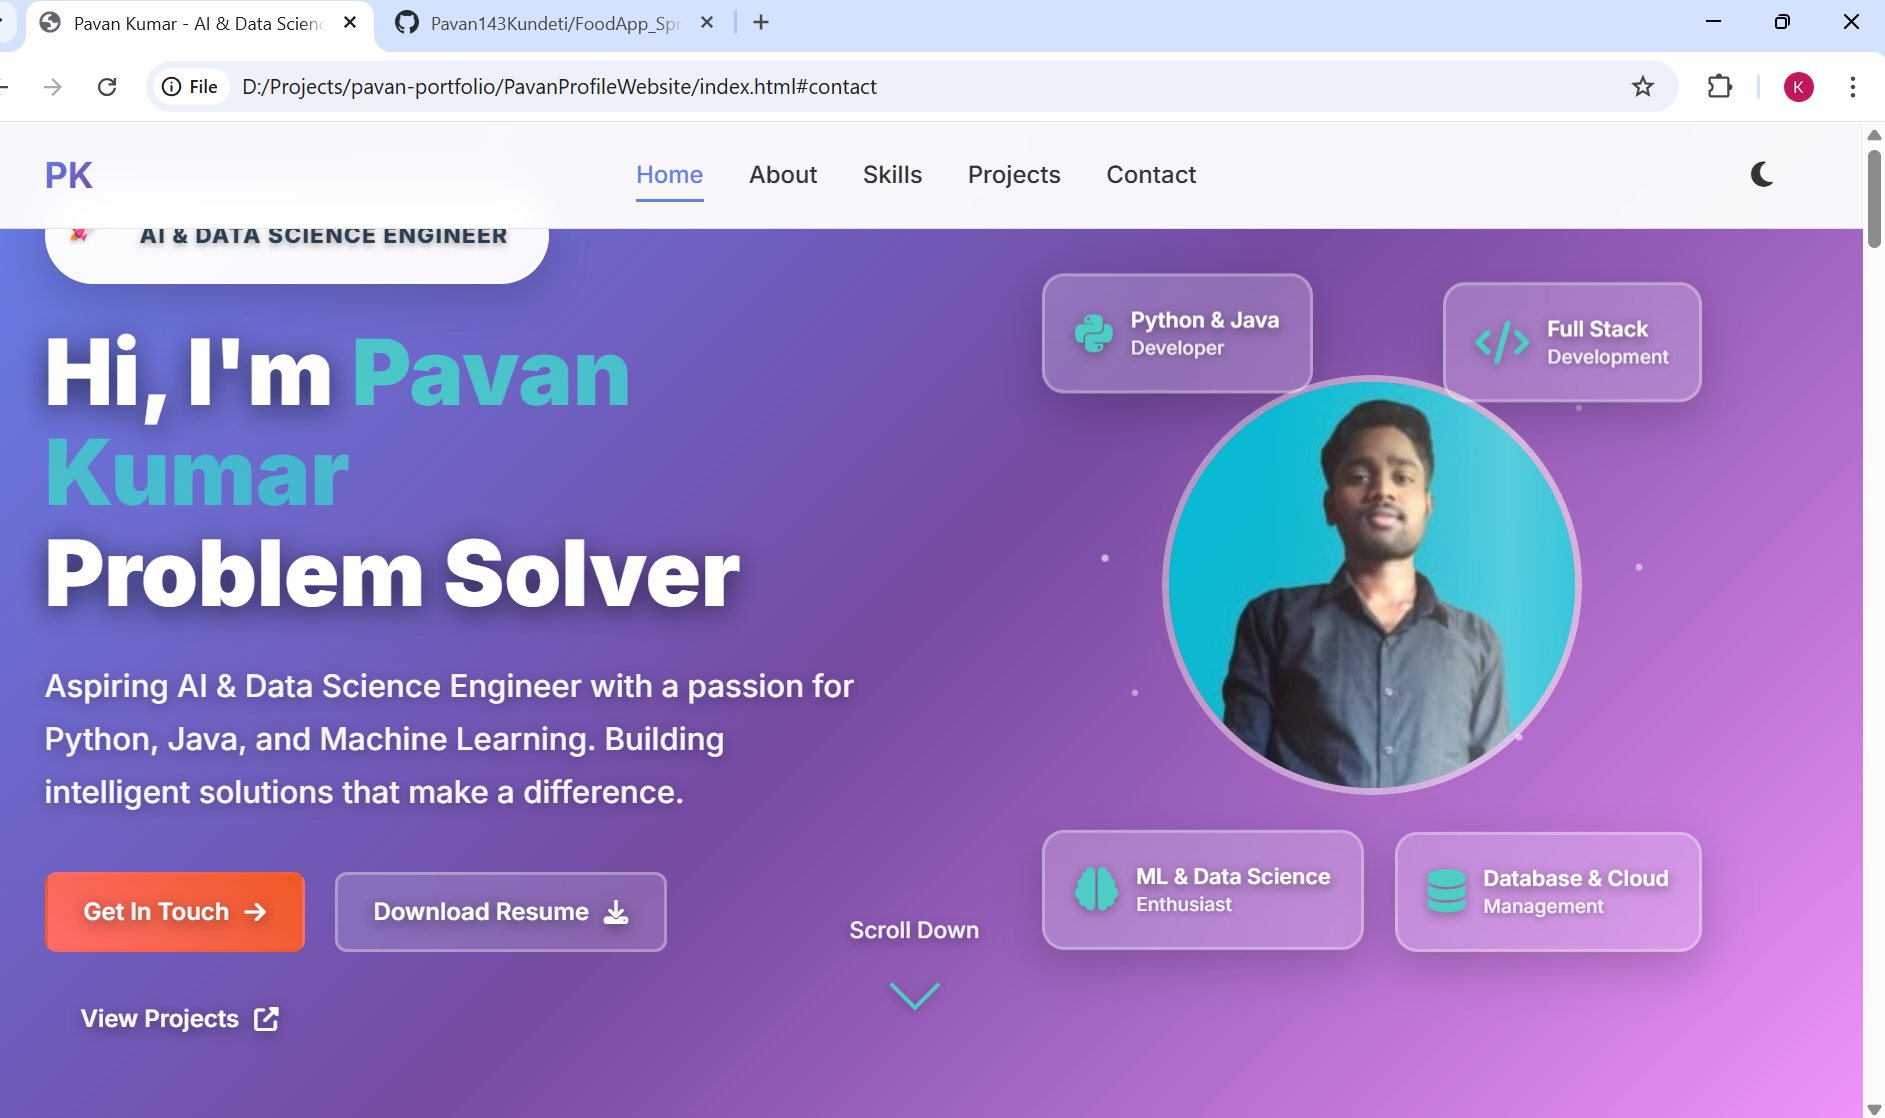 Pavan Kumar - AI & Data Scienc
Pavan143Kundeti/FoodApp_Spr
File
D:/Projects/pavan-portfolio/PavanProfileWebsite/index.html#contact
K
PK
Home
About
Skills
Projects
Contact
AI & DATA SCIENCE ENGINEER
Hi, I'm Pavan
Kumar
Problem Solver
Aspiring AI & Data Science Engineer with a passion for
Python, Java, and Machine Learning. Building
intelligent solutions that make a difference.
Get In Touch
Download Resume
View Projects
Scroll Down
Python & Java
Developer
Full Stack
Development
ML & Data Science
Enthusiast
Database & Cloud
Management